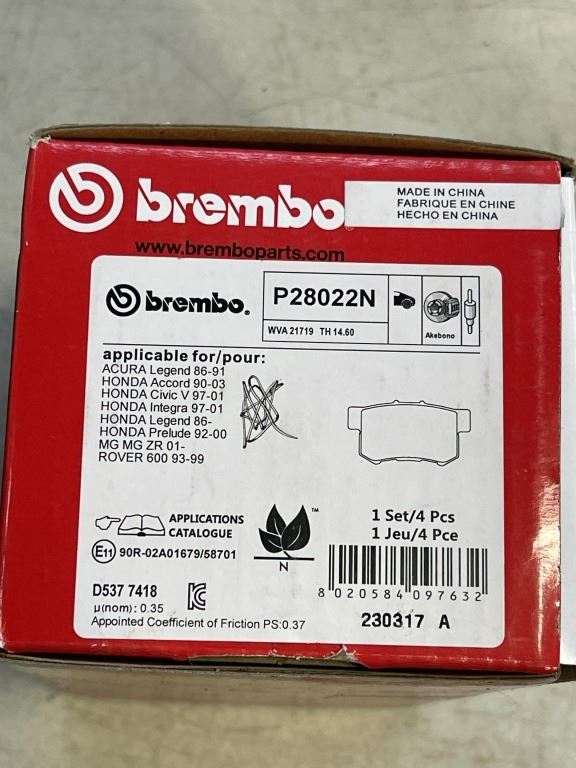 brembo
MADE IN CHINA
FABRIQUE EN CHINE
HECHO EN CHINA
www.bremboparts.com
brembo.
P28022N
WVA 21719 TH 14.60
Akebono
applicable for/pour:
ACURA Legend 86-91
HONDA Accord 90-03
HONDA Civic V 97-01
HONDA Integra 97-01
HONDA Legend 86-
HONDA Prelude 92-00
MG MG ZR 01-
ROVER 600 93-99
APPLICATIONS
CATALOGUE
E11 90R-02A01679/58701
TM
N
1 Set/4 Pcs
1 Jeu/4 Pce
8 020584 097632
D537 7418
µ(nom): 0.35
Appointed Coefficient of Friction PS:0.37
230317 A